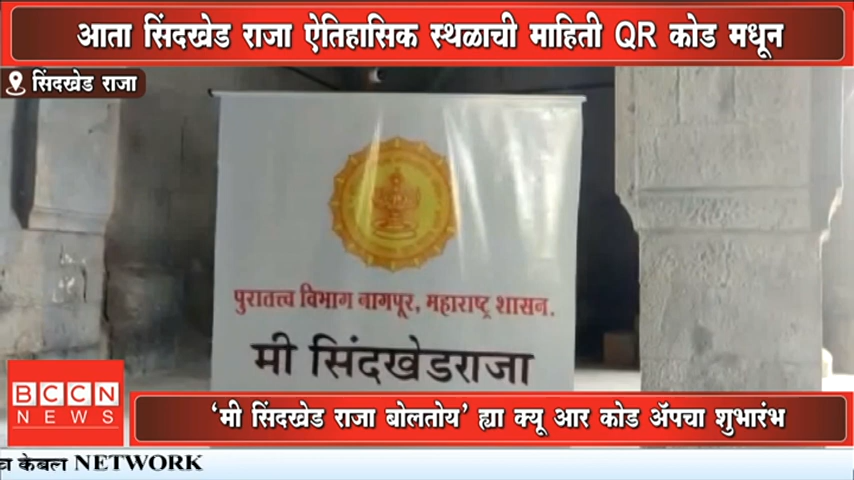 आता सिंदखेड राजा ऐतिहासिक स्थळाची माहिती QR कोड मधून
सिंदखेड राजा
पुरातत्त्व विभाग नागपूर, महाराष्ट्र शासन.
मी सिंदखेडराजा
BCCN
NEWS
‘मी सिंदखेड राजा बोलतोय’ ह्या क्यू आर कोड ॲपचा शुभारंभ
केबल NETWORK